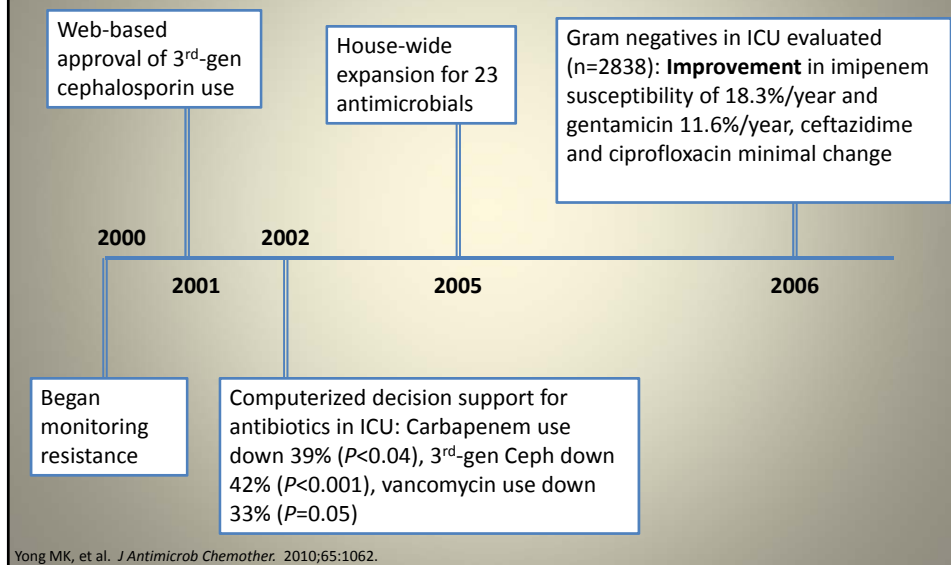 Web-based
approval of 3rd-gen
cephalosporin use
House-wide
expansion for 23
antimicrobials
Gram negatives in ICU evaluated
(n=2838): Improvement in imipenem
susceptibility of 18.3%/year and
gentamicin 11.6%/year, ceftazidime
and ciprofloxacin minimal change
2000
2002
2001
2005
2006
Began
monitoring
resistance
Computerized decision support for
antibiotics in ICU: Carbapenem use
down 39% (P<0.04), 3rd-gen Ceph down
42% (P<0.001), vancomycin use down
33% (P=0.05)
Yong MK, et al. J Antimicrob Chemother. 2010;65:1062.